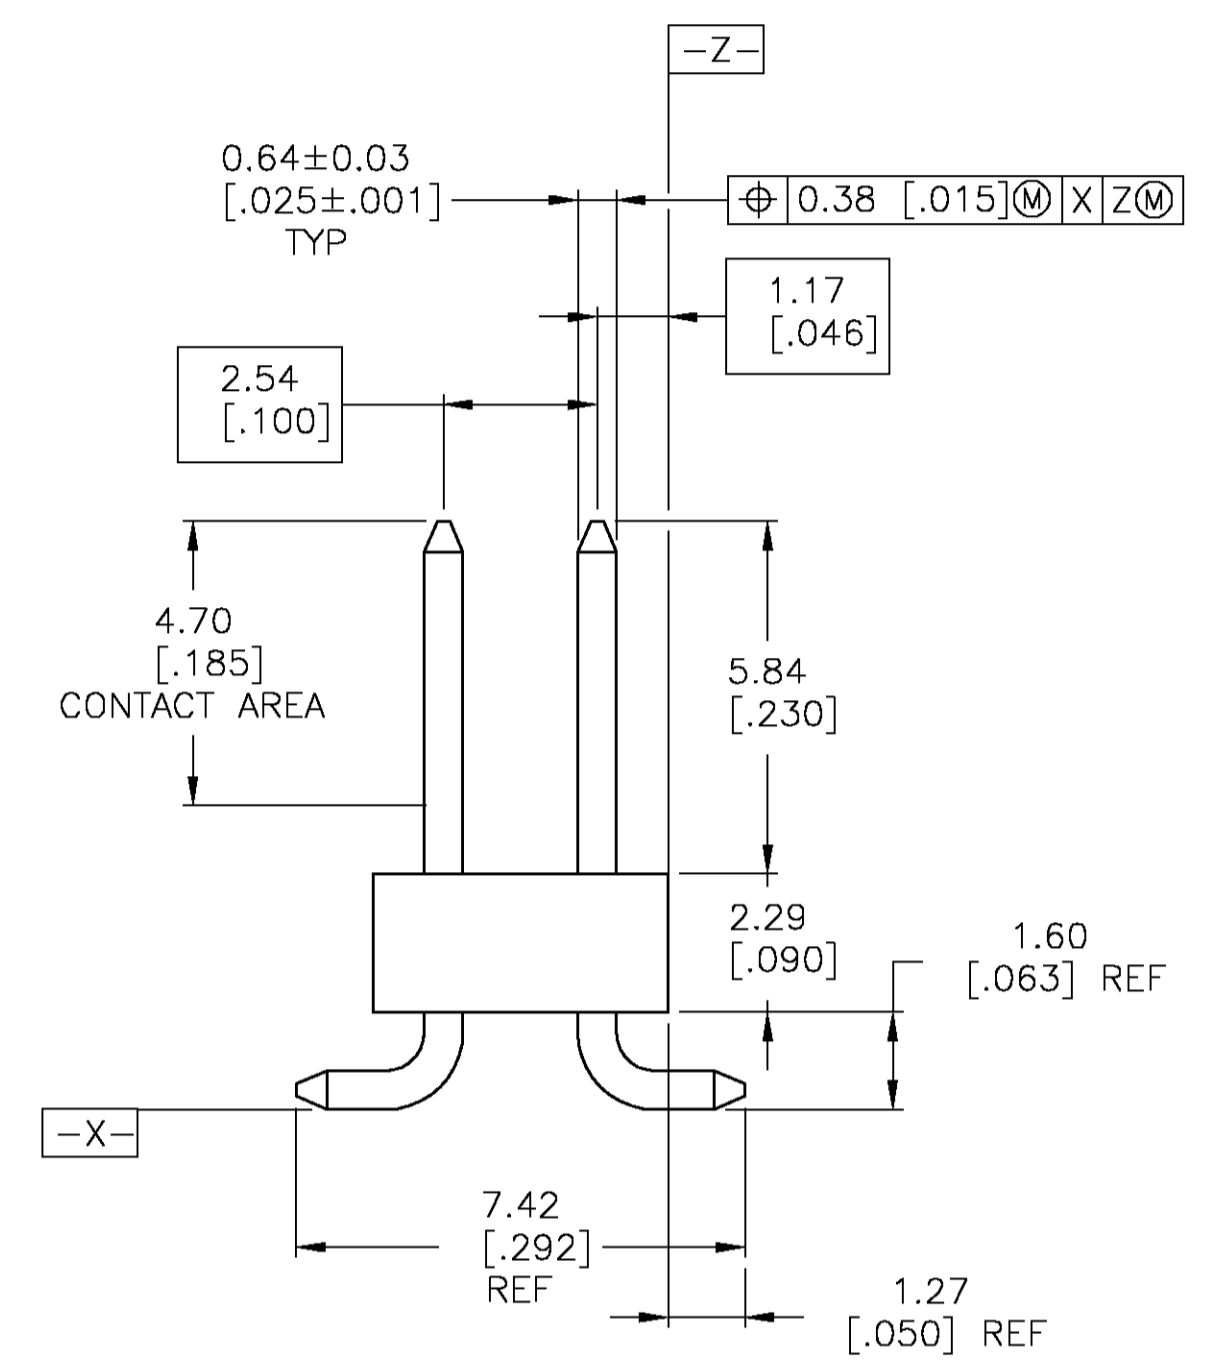 –Z–
0.64±0.03
[.025±.001]
TYP
⌖ 0.38 [.015]Ⓜ X ZⓂ
1.17
[.046]
2.54
[.100]
4.70
[.185]
CONTACT AREA
5.84
[.230]
2.29
[.090]
1.60
[.063] REF
–X–
7.42
[.292]
REF
1.27
[.050] REF